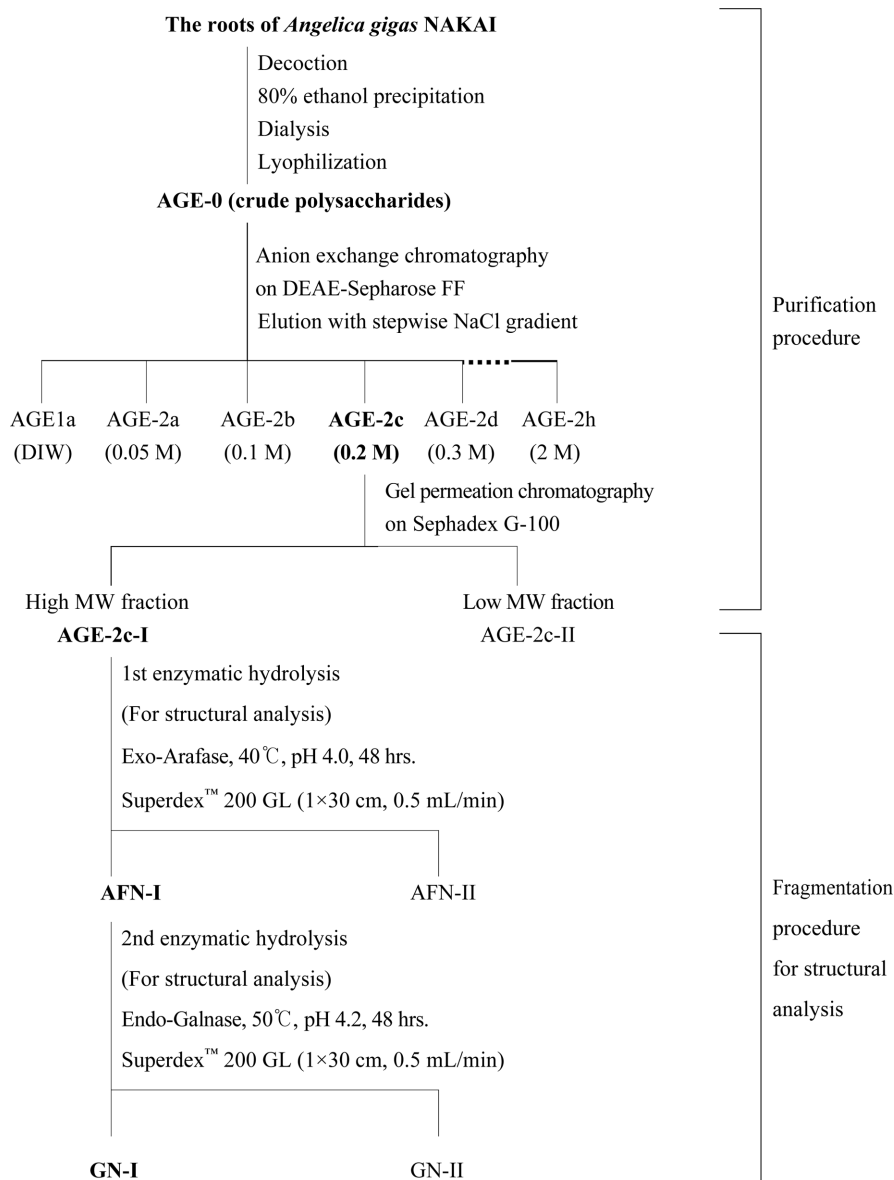 The roots of Angelica gigas NAKAI
Decoction
80% ethanol precipitation
Dialysis
Lyophilization
AGE-0 (crude polysaccharides)
Anion exchange chromatography
on DEAE-Sepharose FF
Elution with stepwise NaCl gradient
Purification
procedure
AGE1a AGE-2a AGE-2b AGE-2c AGE-2d AGE-2h
(DIW) (0.05 M) (0.1 M) (0.2 M) (0.3 M) (2 M)
Gel permeation chromatography
on Sephadex G-100
High MW fraction Low MW fraction
AGE-2c-I AGE-2c-II
1st enzymatic hydrolysis
(For structural analysis)
Exo-Arafase, 40℃, pH 4.0, 48 hrs.
Superdex™ 200 GL (1×30 cm, 0.5 mL/min)
AFN-I AFN-II
Fragmentation
procedure
for structural
analysis
2nd enzymatic hydrolysis
(For structural analysis)
Endo-Galnase, 50℃, pH 4.2, 48 hrs.
Superdex™ 200 GL (1×30 cm, 0.5 mL/min)
GN-I GN-II